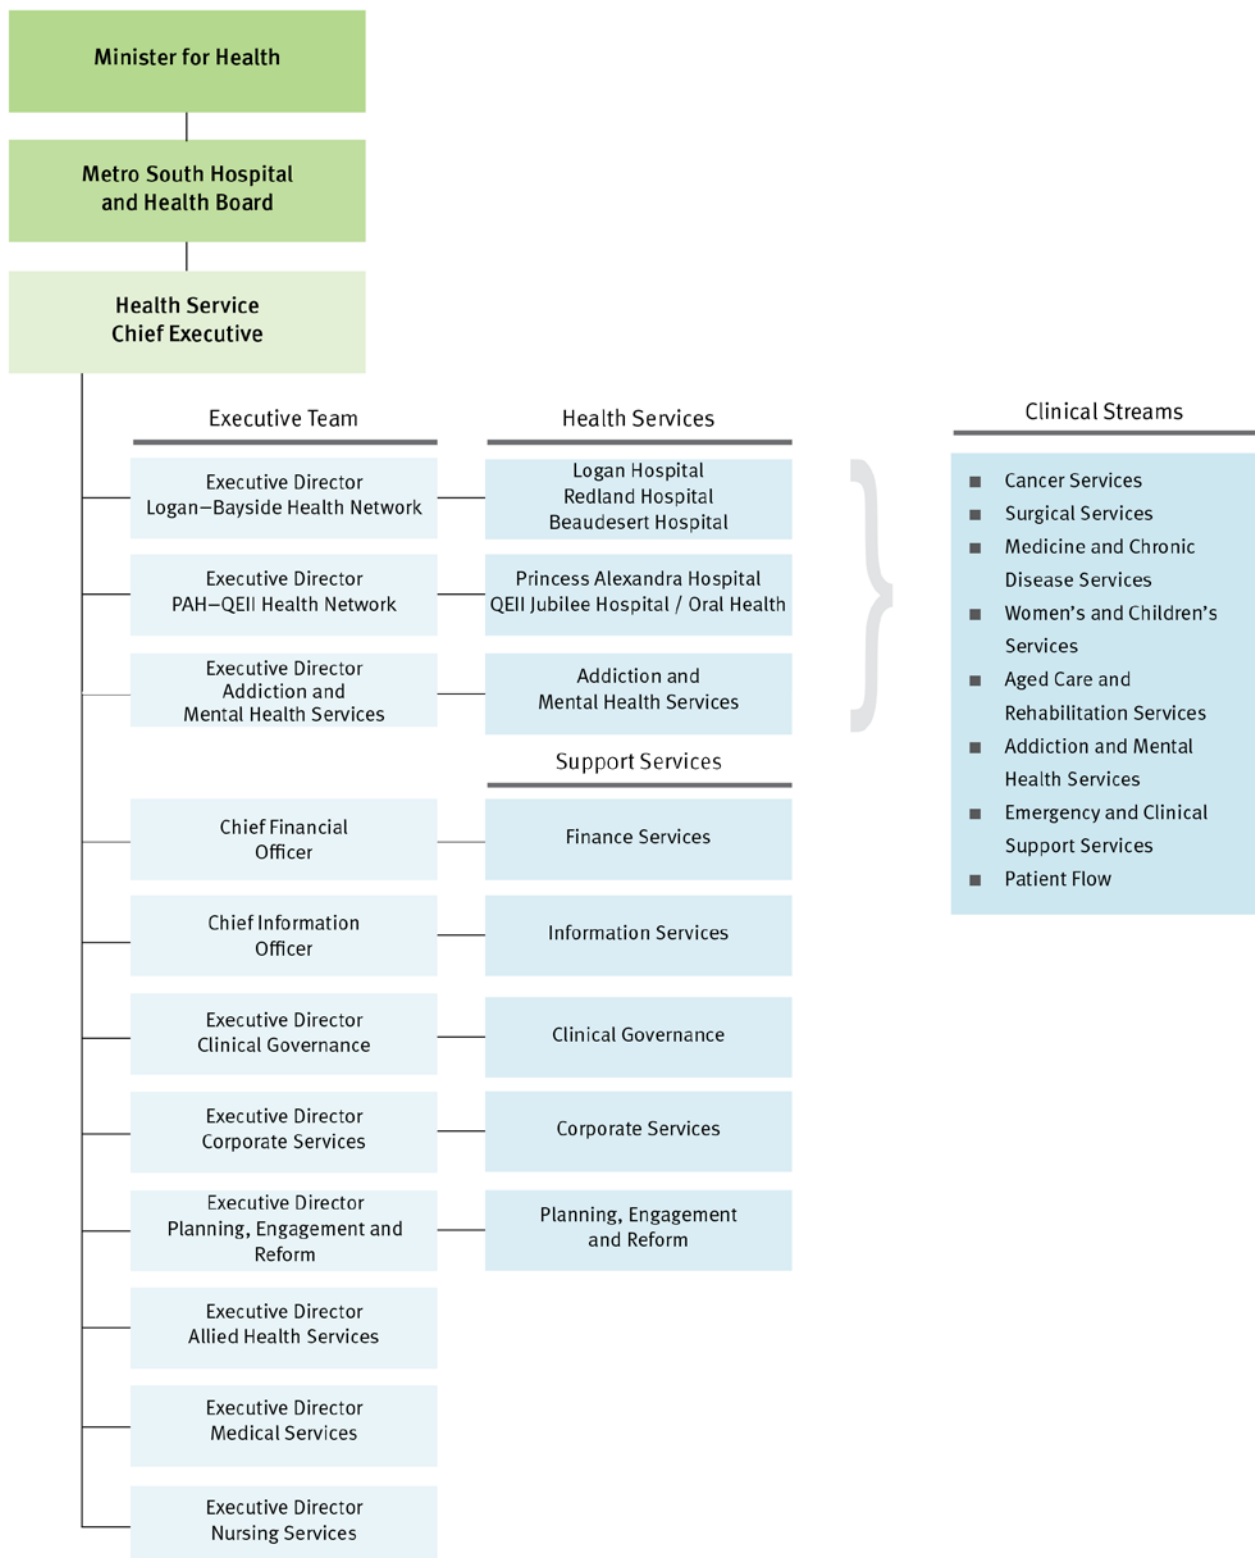 Minister for Health
Metro South Hospital
and Health Board
Health Service
Chief Executive
Executive Team
Health Services
Clinical Streams
Executive Director
Logan–Bayside Health Network
Logan Hospital
Redland Hospital
Beaudesert Hospital
Executive Director
PAH–QEII Health Network
Princess Alexandra Hospital
QEII Jubilee Hospital / Oral Health
Executive Director
Addiction and
Mental Health Services
Addiction and
Mental Health Services
■ Cancer Services
■ Surgical Services
■ Medicine and Chronic
Disease Services
■ Women's and Children's
Services
■ Aged Care and
Rehabilitation Services
■ Addiction and Mental
Health Services
■ Emergency and Clinical
Support Services
■ Patient Flow
Support Services
Chief Financial
Officer
Finance Services
Chief Information
Officer
Information Services
Executive Director
Clinical Governance
Clinical Governance
Executive Director
Corporate Services
Corporate Services
Executive Director
Planning, Engagement and
Reform
Planning, Engagement
and Reform
Executive Director
Allied Health Services
Executive Director
Medical Services
Executive Director
Nursing Services